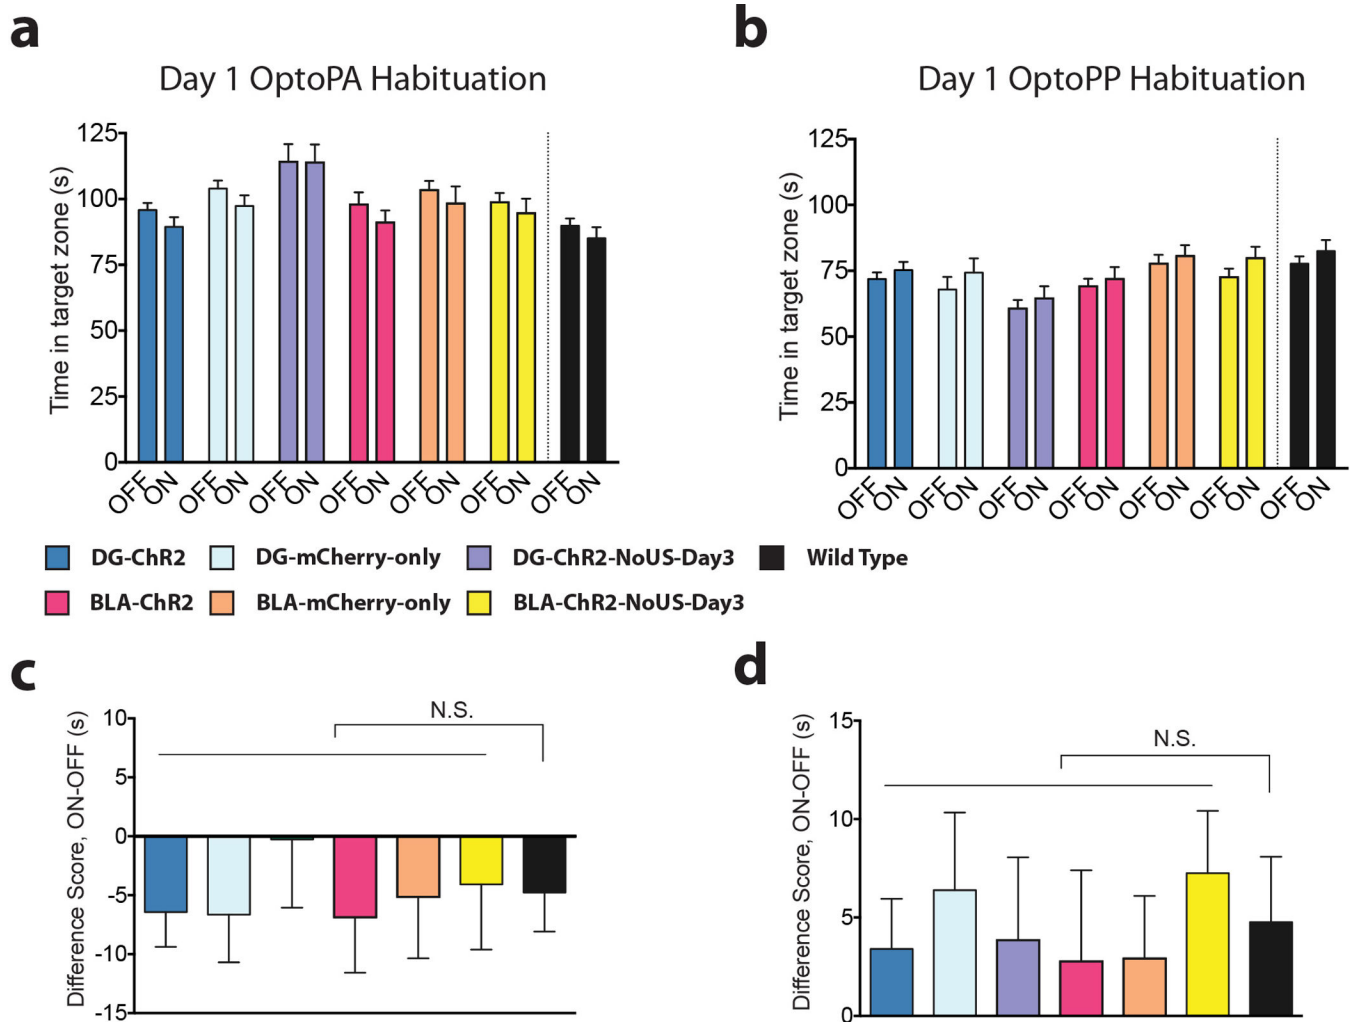 a
Day 1 OptoPA Habituation
Time in target zone (s)
125
100
75
50
25
0
OFF ON OFF ON OFF ON OFF ON OFF ON OFF ON OFF ON
b
Day 1 OptoPP Habituation
Time in target zone (s)
125
100
75
50
25
0
OFF ON OFF ON OFF ON OFF ON OFF ON OFF ON OFF ON
DG-ChR2 DG-mCherry-only DG-ChR2-NoUS-Day3 Wild Type
BLA-ChR2 BLA-mCherry-only BLA-ChR2-NoUS-Day3
c
Difference Score, ON-OFF (s)
10
5
0
-5
-10
-15
N.S.
d
Difference Score, ON-OFF (s)
15
10
5
0
N.S.